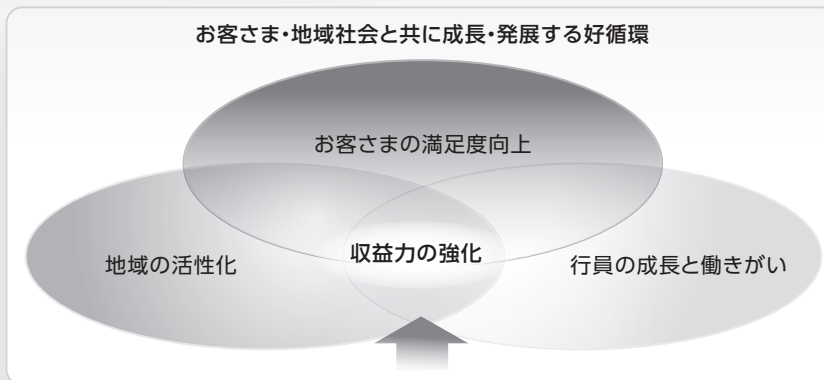 お客さま・地域社会と共に成長・発展する好循環
お客さまの満足度向上
収益力の強化
地域の活性化
行員の成長と働きがい